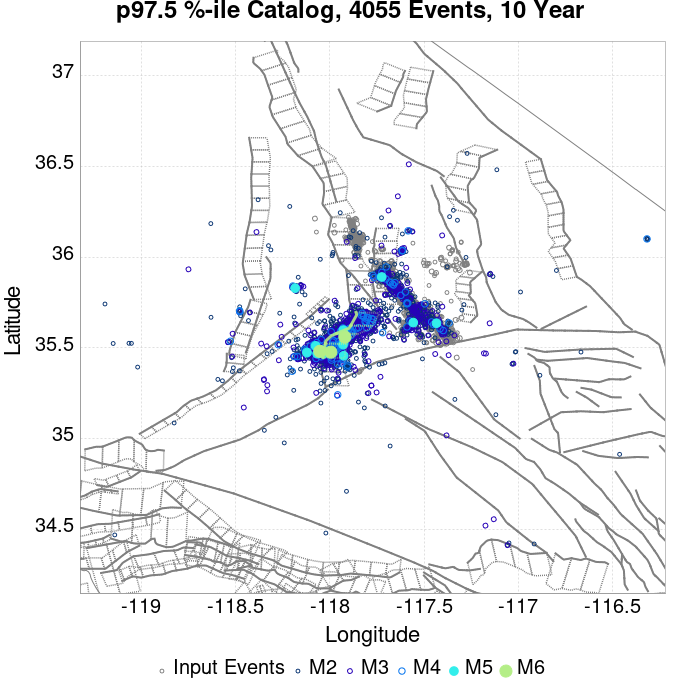 p97.5 %-ile Catalog, 4055 Events, 10 Year
37
36.5
36
35.5
35
34.5
Latitude
-119 -118.5 -118 -117.5 -117 -116.5
Longitude
Input Events M2 M3 M4 M5 M6